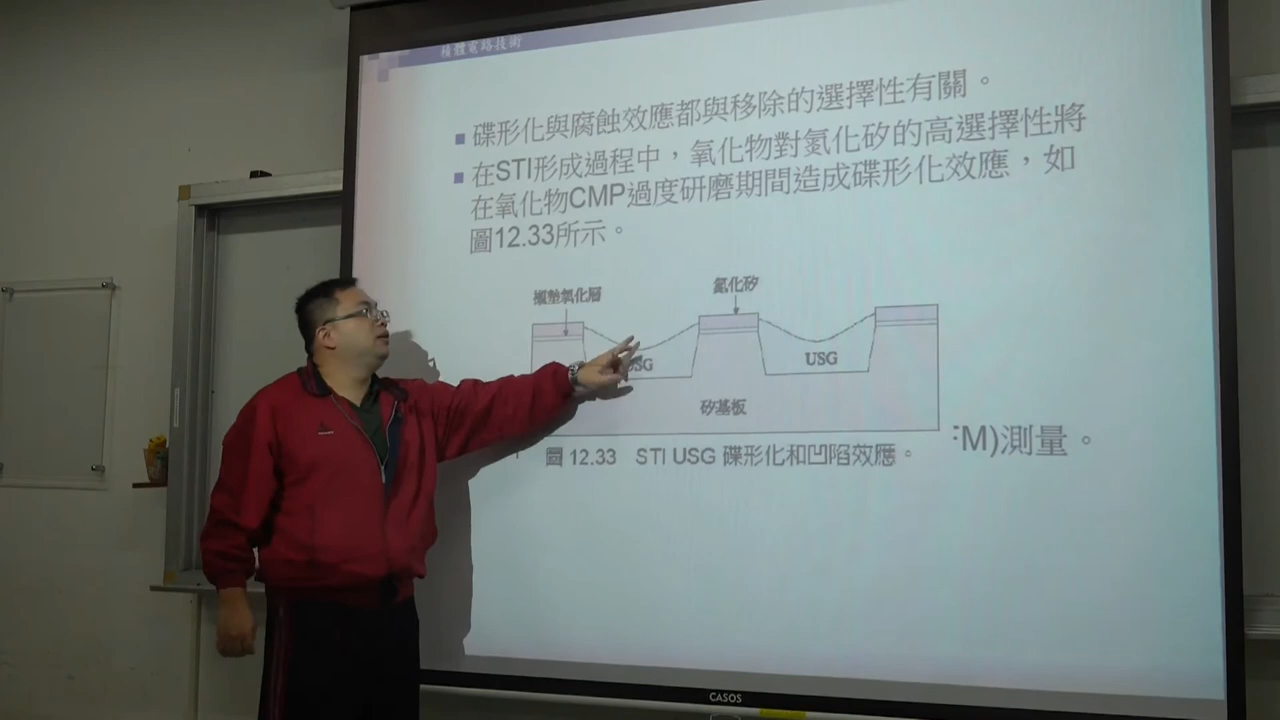 積體電路技術
碟形化與腐蝕效應都與移除的選擇性有關。
在STI形成過程中，氧化物對氮化矽的高選擇性將
在氧化物CMP過度研磨期間造成碟形化效應，如
圖12.33所示。
襯墊氧化層
氮化矽
USG
USG
矽基板
M)測量。
圖 12.33 STI USG 碟形化和凹陷效應。
CASOS